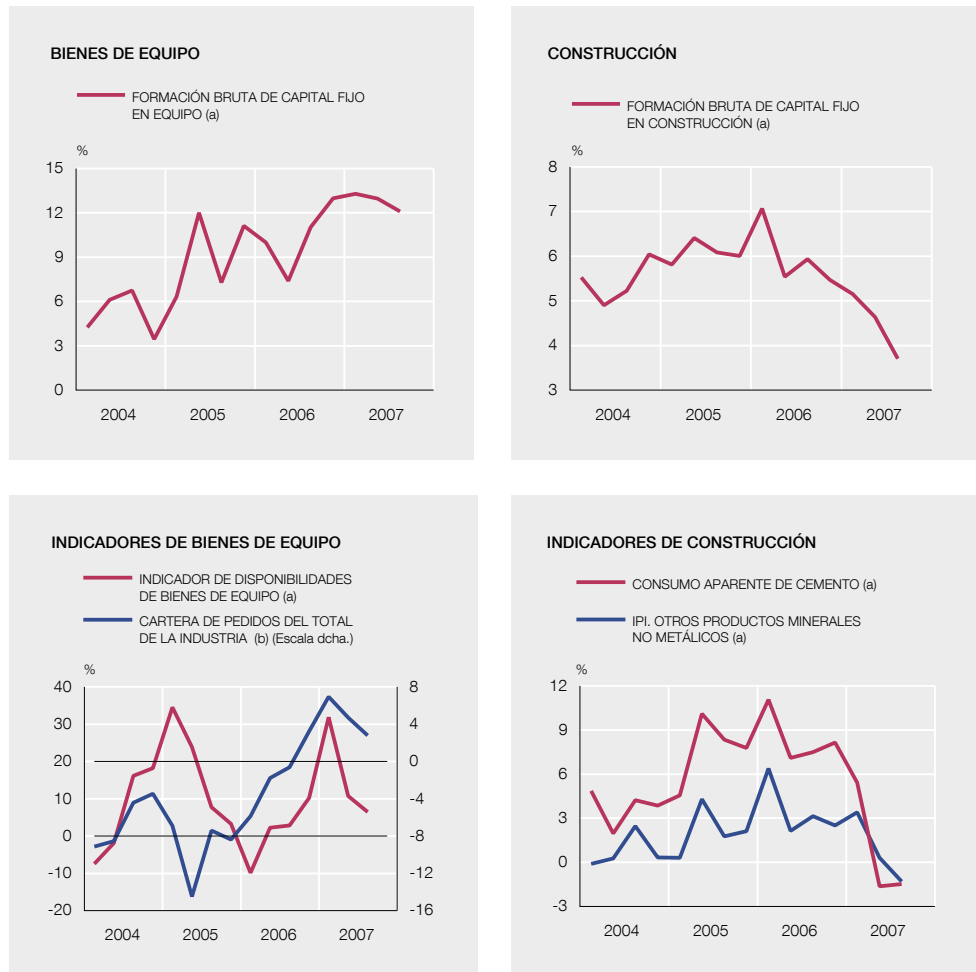 BIENES DE EQUIPO
FORMACIÓN BRUTA DE CAPITAL FIJO
EN EQUIPO (a)
%
15
12
9
6
3
0
2004 2005 2006 2007
CONSTRUCCIÓN
FORMACIÓN BRUTA DE CAPITAL FIJO
EN CONSTRUCCIÓN (a)
%
8
7
6
5
4
3
2004 2005 2006 2007
INDICADORES DE BIENES DE EQUIPO
INDICADOR DE DISPONIBILIDADES
DE BIENES DE EQUIPO (a)
CARTERA DE PEDIDOS DEL TOTAL
DE LA INDUSTRIA (b) (Escala dcha.)
%
40 8
30 4
20 0
10 -4
0 -8
-10 -12
-20 -16
2004 2005 2006 2007
INDICADORES DE CONSTRUCCIÓN
CONSUMO APARENTE DE CEMENTO (a)
IPI. OTROS PRODUCTOS MINERALES
NO METÁLICOS (a)
%
12
9
6
3
0
-3
2004 2005 2006 2007